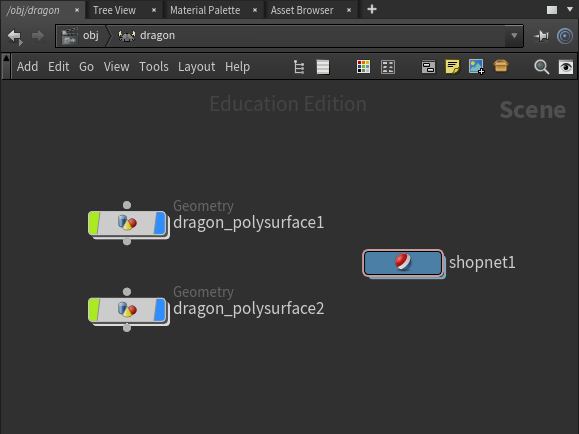 /obj/dragon Tree View Material Palette Asset Browser
obj dragon
Add Edit Go View Tools Layout Help
Education Edition
Scene
Geometry
dragon_polysurface1
shopnet1
Geometry
dragon_polysurface2